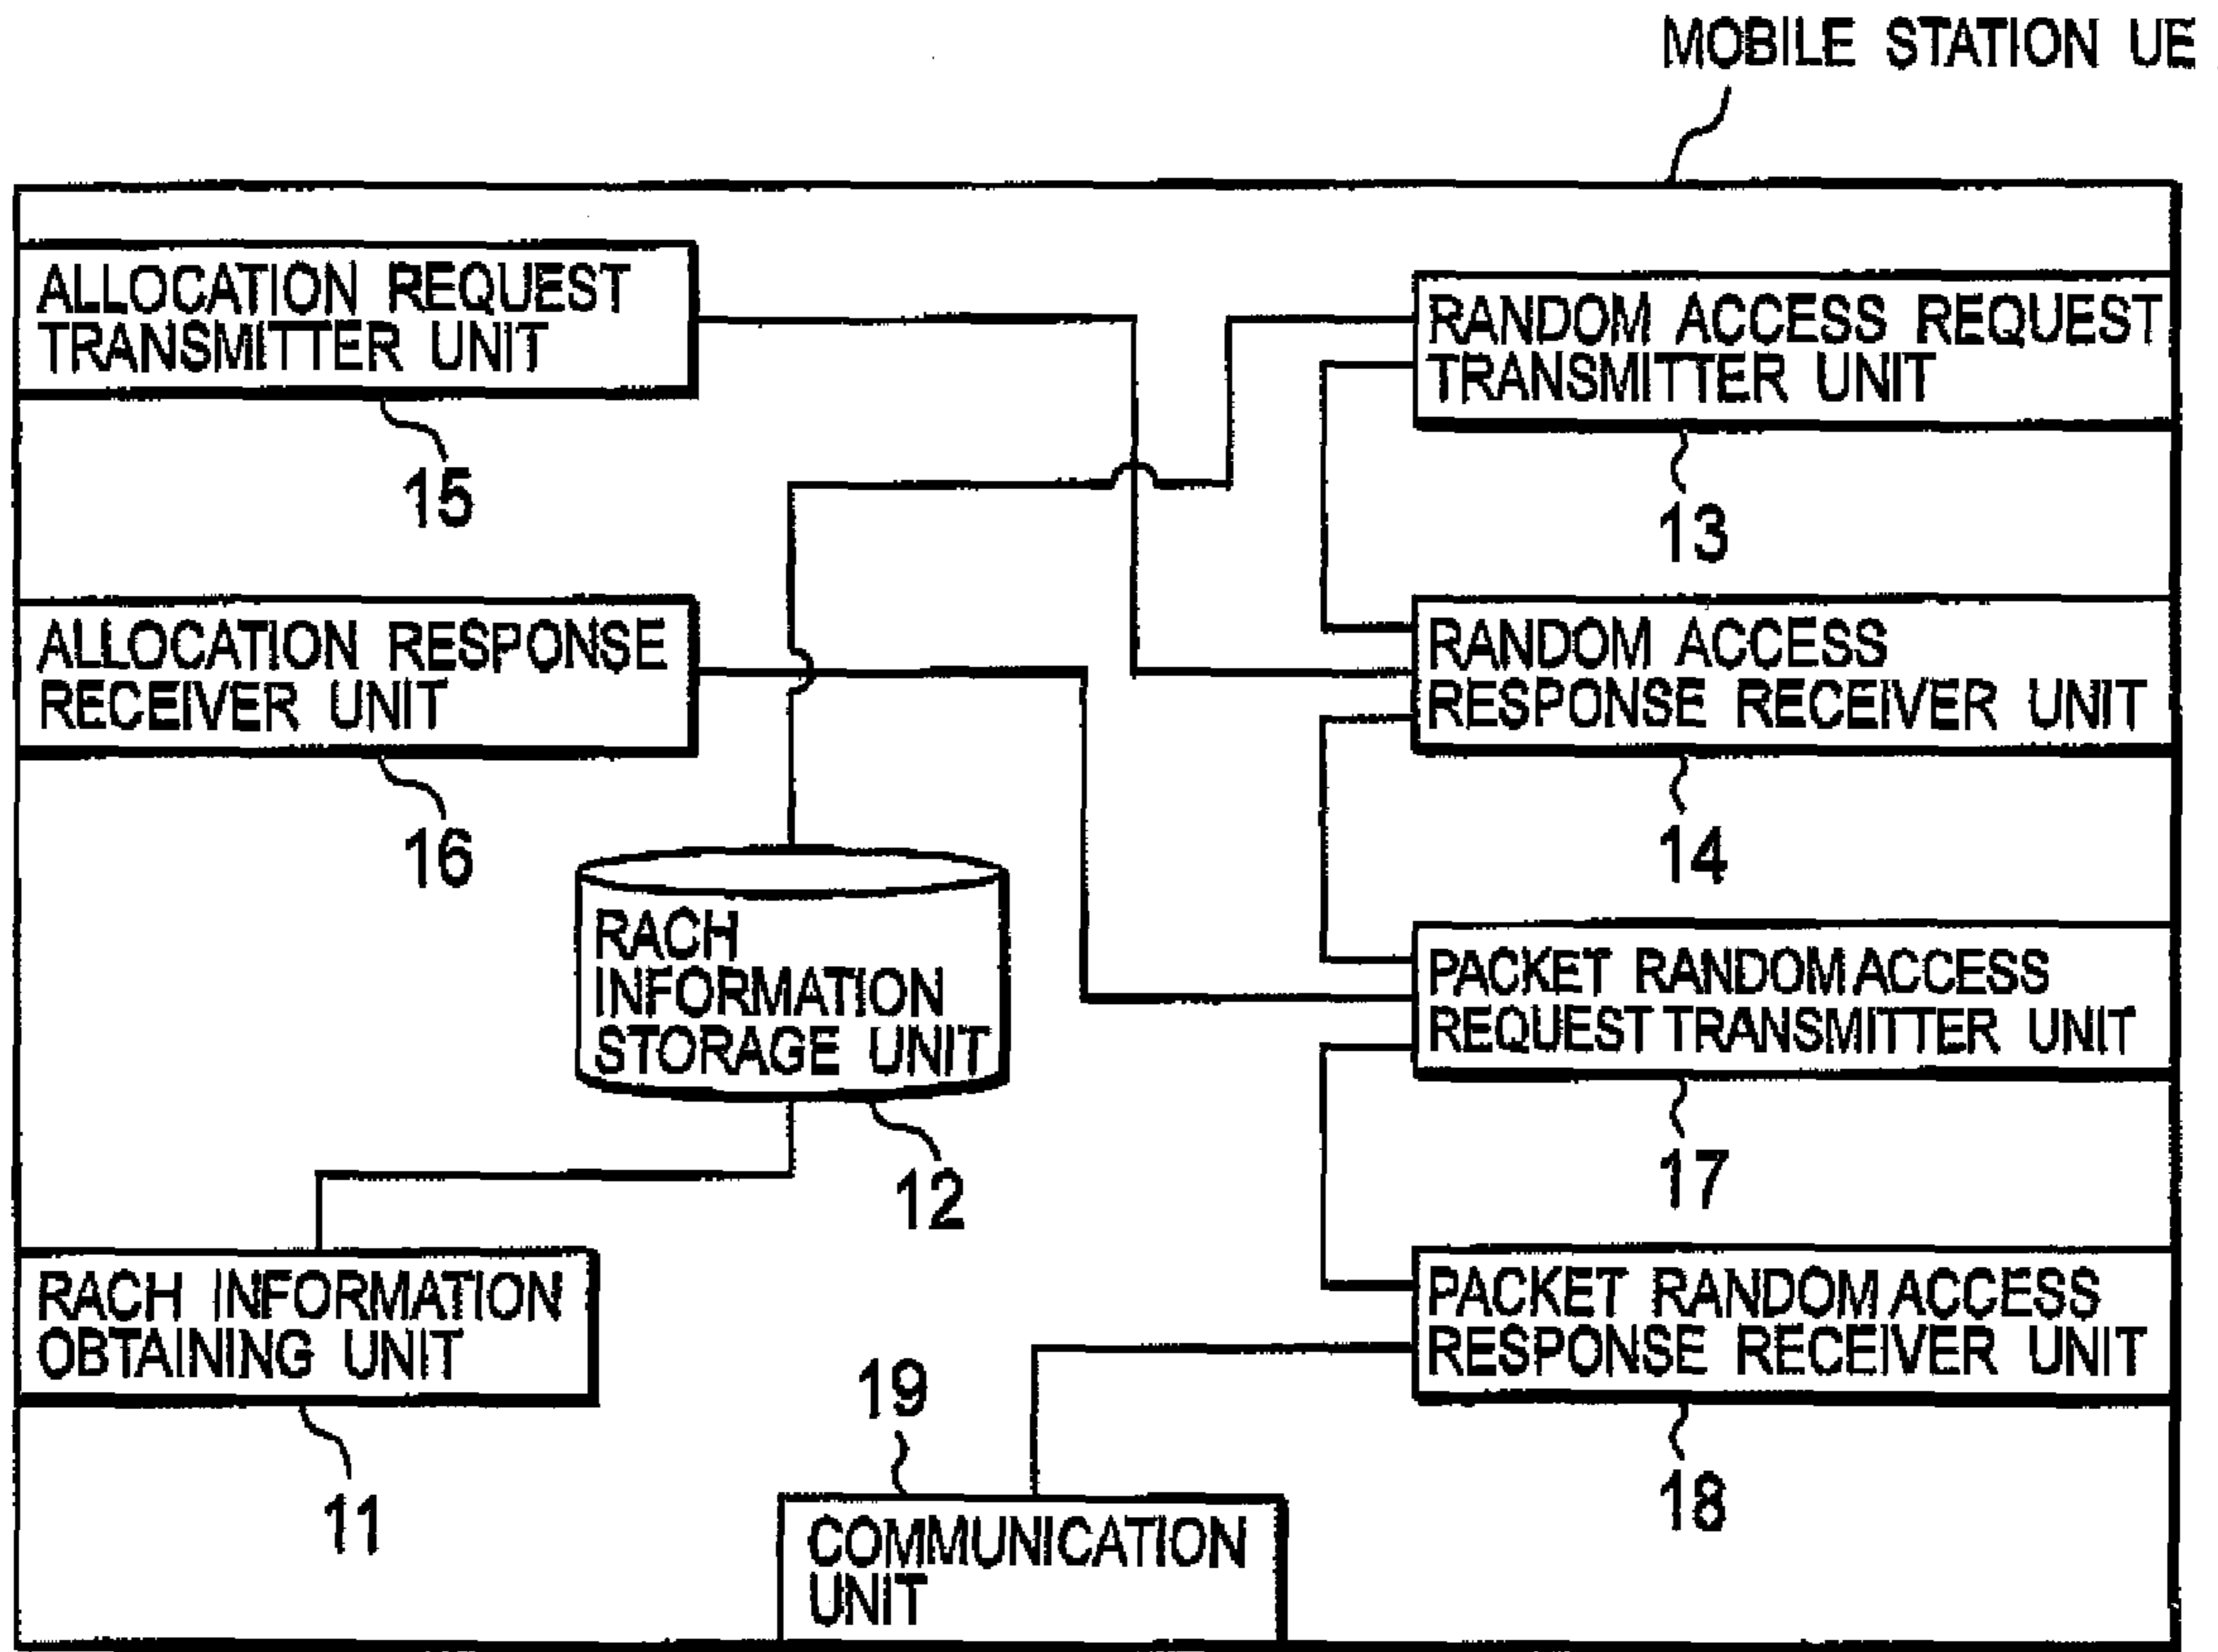 MOBILE STATION UE
ALLOCATION REQUEST
TRANSMITTER UNIT
15
RANDOM ACCESS REQUEST
TRANSMITTER UNIT
13
ALLOCATION RESPONSE
RECEIVER UNIT
16
RANDOM ACCESS
RESPONSE RECEIVER UNIT
14
RACH
INFORMATION
STORAGE UNIT
12
PACKET RANDOM ACCESS
REQUEST TRANSMITTER UNIT
17
RACH INFORMATION
OBTAINING UNIT
11
PACKET RANDOM ACCESS
RESPONSE RECEIVER UNIT
18
19
COMMUNICATION
UNIT